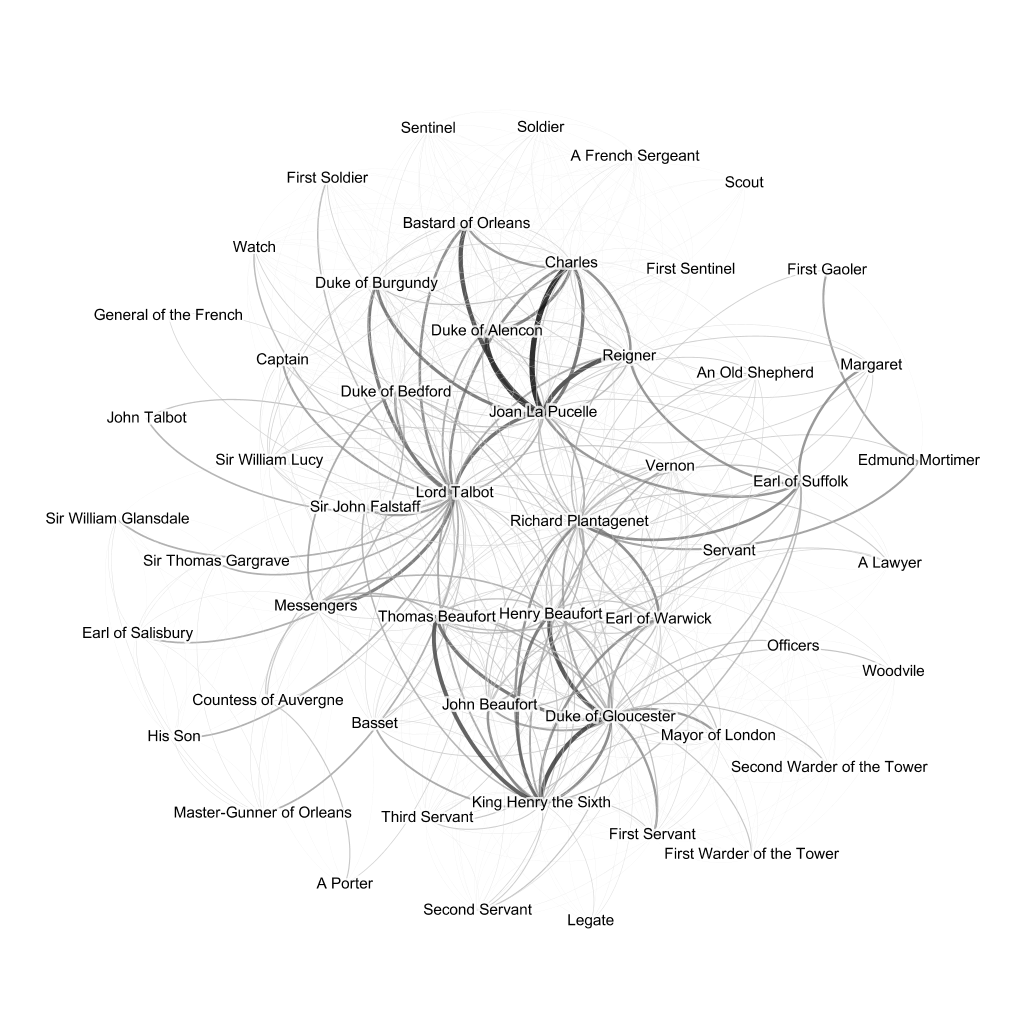 Sentinel
Soldier
A French Sergeant
First Soldier
Scout
Bastard of Orleans
Watch
Charles
First Sentinel
First Gaoler
Duke of Burgundy
General of the French
Duke of Alencon
Captain
Reigner
Margaret
An Old Shepherd
Duke of Bedford
John Talbot
Joan La Pucelle
Sir William Lucy
Vernon
Edmund Mortimer
Earl of Suffolk
Lord Talbot
Sir John Falstaff
Sir William Glansdale
Richard Plantagenet
Servant
Sir Thomas Gargrave
A Lawyer
Messengers
Thomas Beaufort
Henry Beaufort
Earl of Warwick
Earl of Salisbury
Officers
Woodvile
Countess of Auvergne
John Beaufort
Duke of Gloucester
Basset
His Son
Mayor of London
Second Warder of the Tower
King Henry the Sixth
Master-Gunner of Orleans
Third Servant
First Servant
First Warder of the Tower
A Porter
Second Servant
Legate